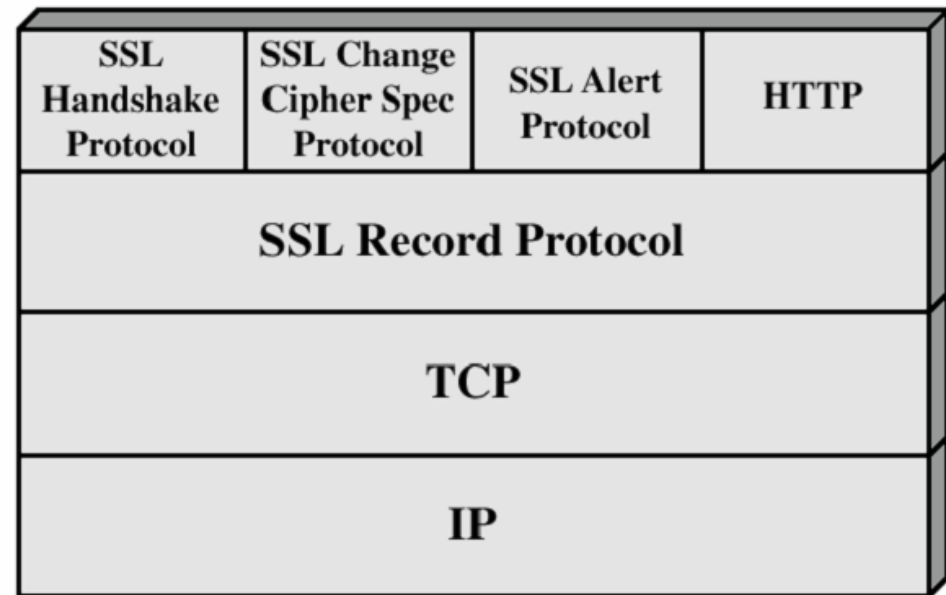 SSL
Handshake
Protocol
SSL Change
Cipher Spec
Protocol
SSL Alert
Protocol
HTTP
SSL Record Protocol
TCP
IP